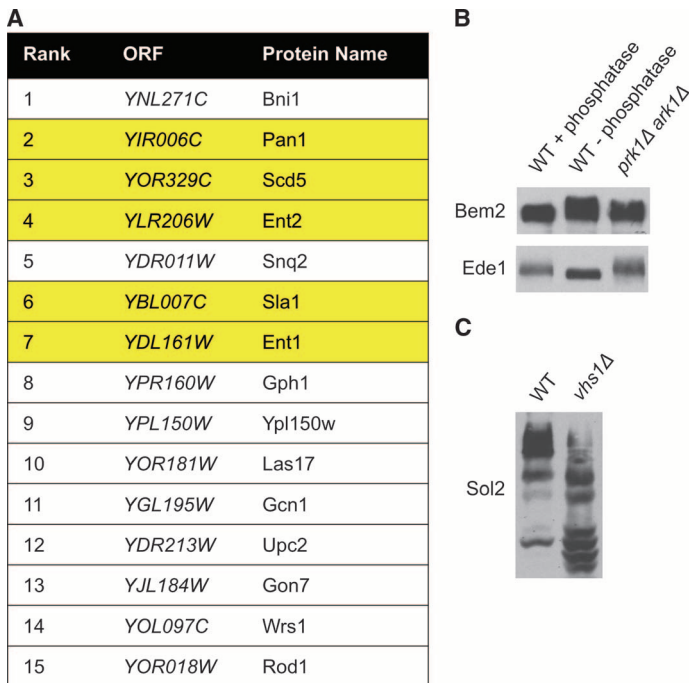 A
Rank ORF Protein Name
1 YNL271C Bni1
2 YIR006C Pan1
3 YOR329C Scd5
4 YLR206W Ent2
5 YDR011W Snq2
6 YBL007C Sla1
7 YDL161W Ent1
8 YPR160W Gph1
9 YPL150W Ypl150w
10 YOR181W Las17
11 YGL195W Gcn1
12 YDR213W Upc2
13 YJL184W Gon7
14 YOL097C Wrs1
15 YOR018W Rod1
B
WT + phosphatase
WT - phosphatase
prk1Δ ark1Δ
Bem2
Ede1
C
WT
vhs1Δ
Sol2